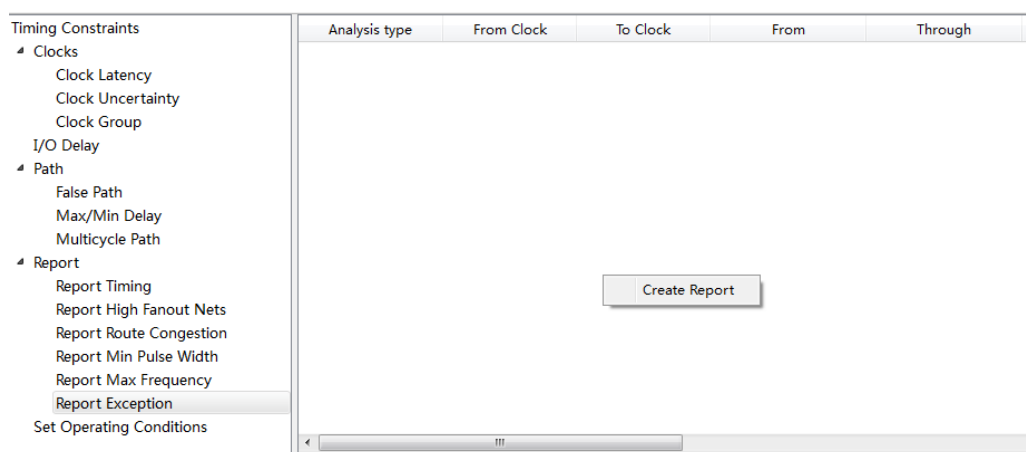 Timing Constraints
Clocks
Clock Latency
Clock Uncertainty
Clock Group
I/O Delay
Path
False Path
Max/Min Delay
Multicycle Path
Report
Report Timing
Report High Fanout Nets
Report Route Congestion
Report Min Pulse Width
Report Max Frequency
Report Exception
Set Operating Conditions
Analysis type From Clock To Clock From Through
Create Report